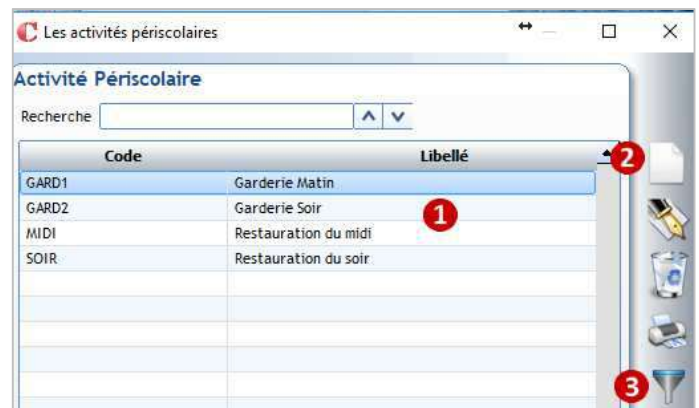 Les activités périscolaires
Activité Périscolaire
Recherche
Code Libellé
2
GARD1 Garderie Matin
GARD2 Garderie Soir
1
MIDI Restauration du midi
SOIR Restauration du soir
3